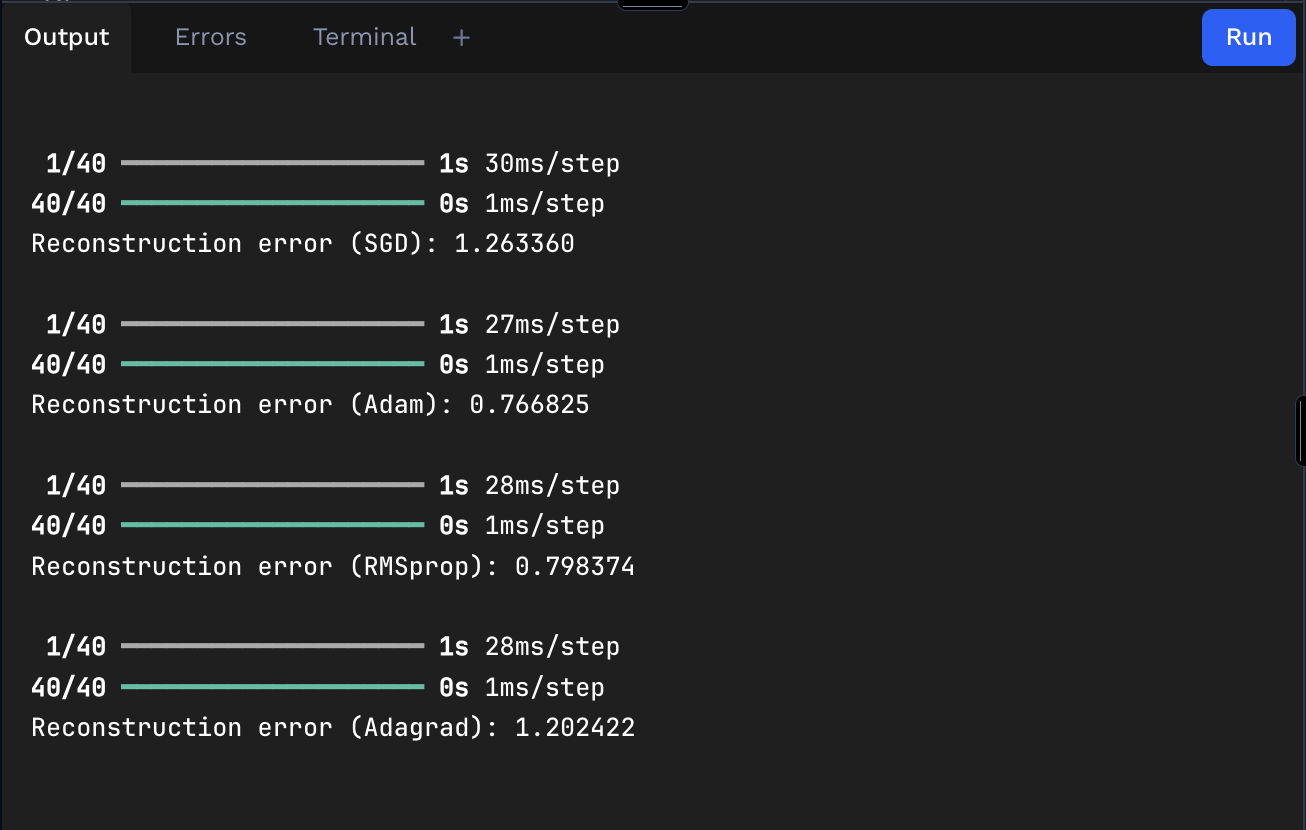 Output Errors Terminal + Run
1/40 ━━━━━━━━━━━━━━━━━━━━ 1s 30ms/step
40/40 ━━━━━━━━━━━━━━━━━━━━ 0s 1ms/step
Reconstruction error (SGD): 1.263360
1/40 ━━━━━━━━━━━━━━━━━━━━ 1s 27ms/step
40/40 ━━━━━━━━━━━━━━━━━━━━ 0s 1ms/step
Reconstruction error (Adam): 0.766825
1/40 ━━━━━━━━━━━━━━━━━━━━ 1s 28ms/step
40/40 ━━━━━━━━━━━━━━━━━━━━ 0s 1ms/step
Reconstruction error (RMSprop): 0.798374
1/40 ━━━━━━━━━━━━━━━━━━━━ 1s 28ms/step
40/40 ━━━━━━━━━━━━━━━━━━━━ 0s 1ms/step
Reconstruction error (Adagrad): 1.202422